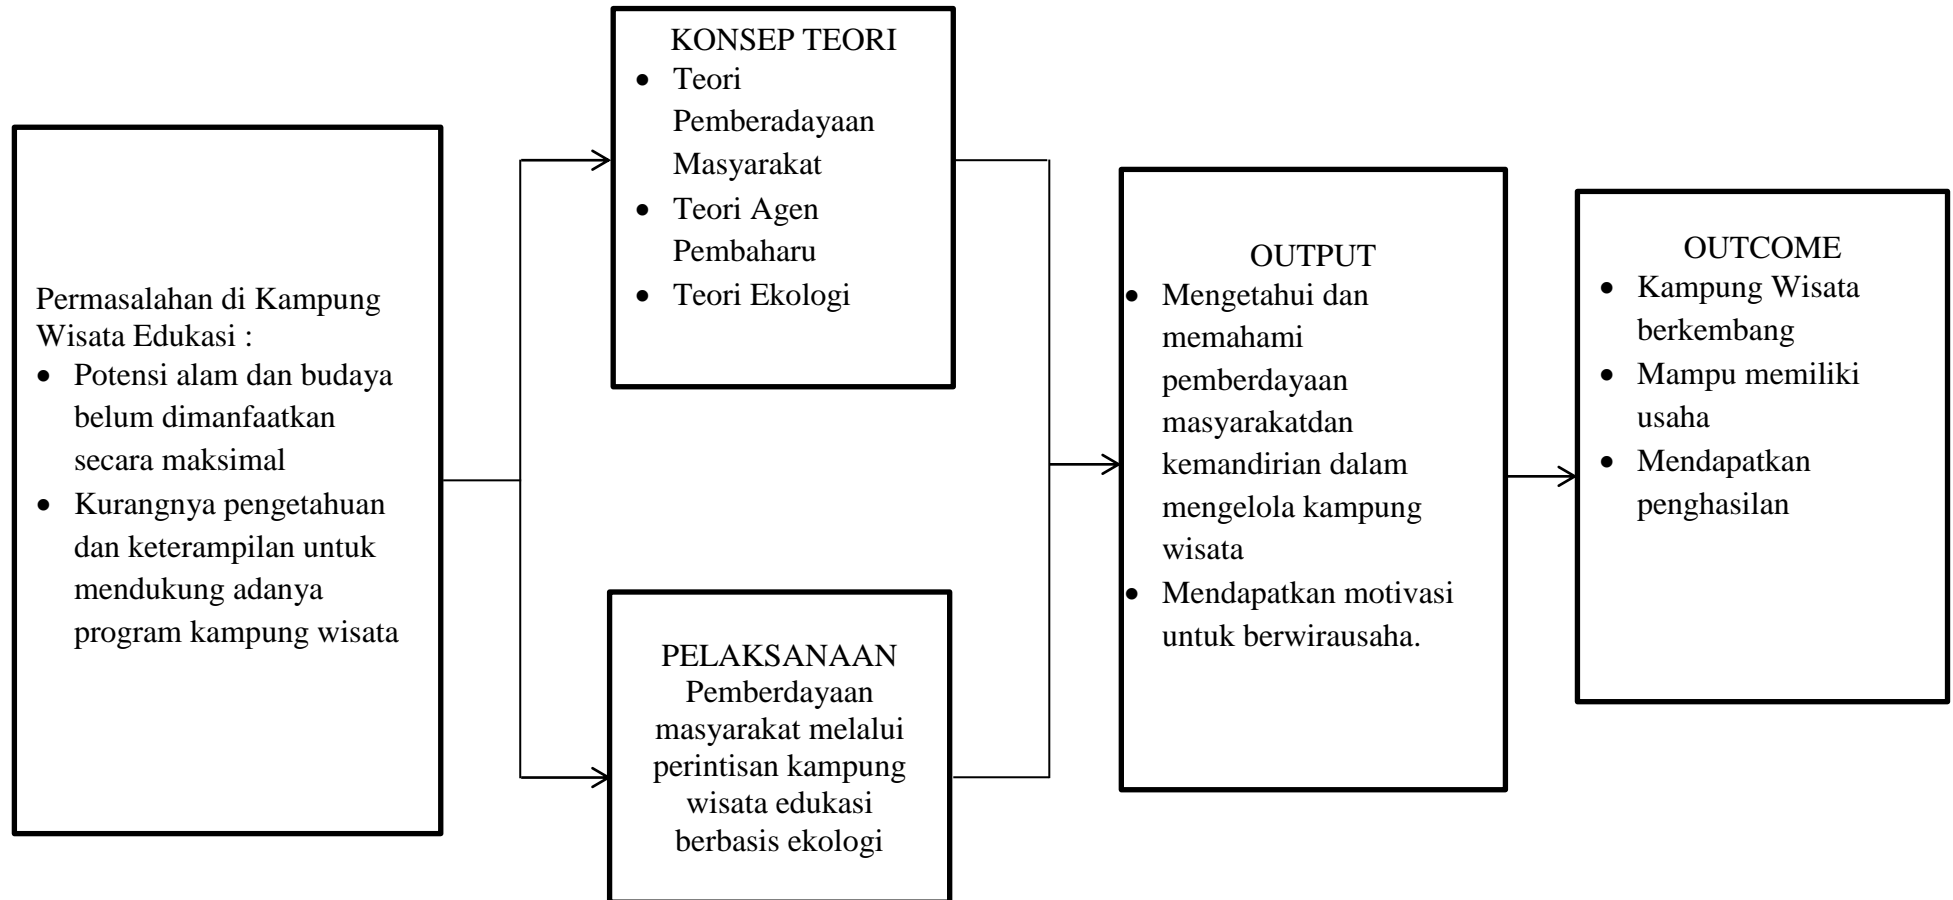 Permasalahan di Kampung
Wisata Edukasi :
• Potensi alam dan budaya
belum dimanfaatkan
secara maksimal
• Kurangnya pengetahuan
dan keterampilan untuk
mendukung adanya
program kampung wisata
KONSEP TEORI
• Teori
Pemberadayaan
Masyarakat
• Teori Agen
Pembaharu
• Teori Ekologi
PELAKSANAAN
Pemberdayaan
masyarakat melalui
perintisan kampung
wisata edukasi
berbasis ekologi
OUTPUT
• Mengetahui dan
memahami
pemberdayaan
masyarakatdan
kemandirian dalam
mengelola kampung
wisata
• Mendapatkan motivasi
untuk berwirausaha.
OUTCOME
• Kampung Wisata
berkembang
• Mampu memiliki
usaha
• Mendapatkan
penghasilan